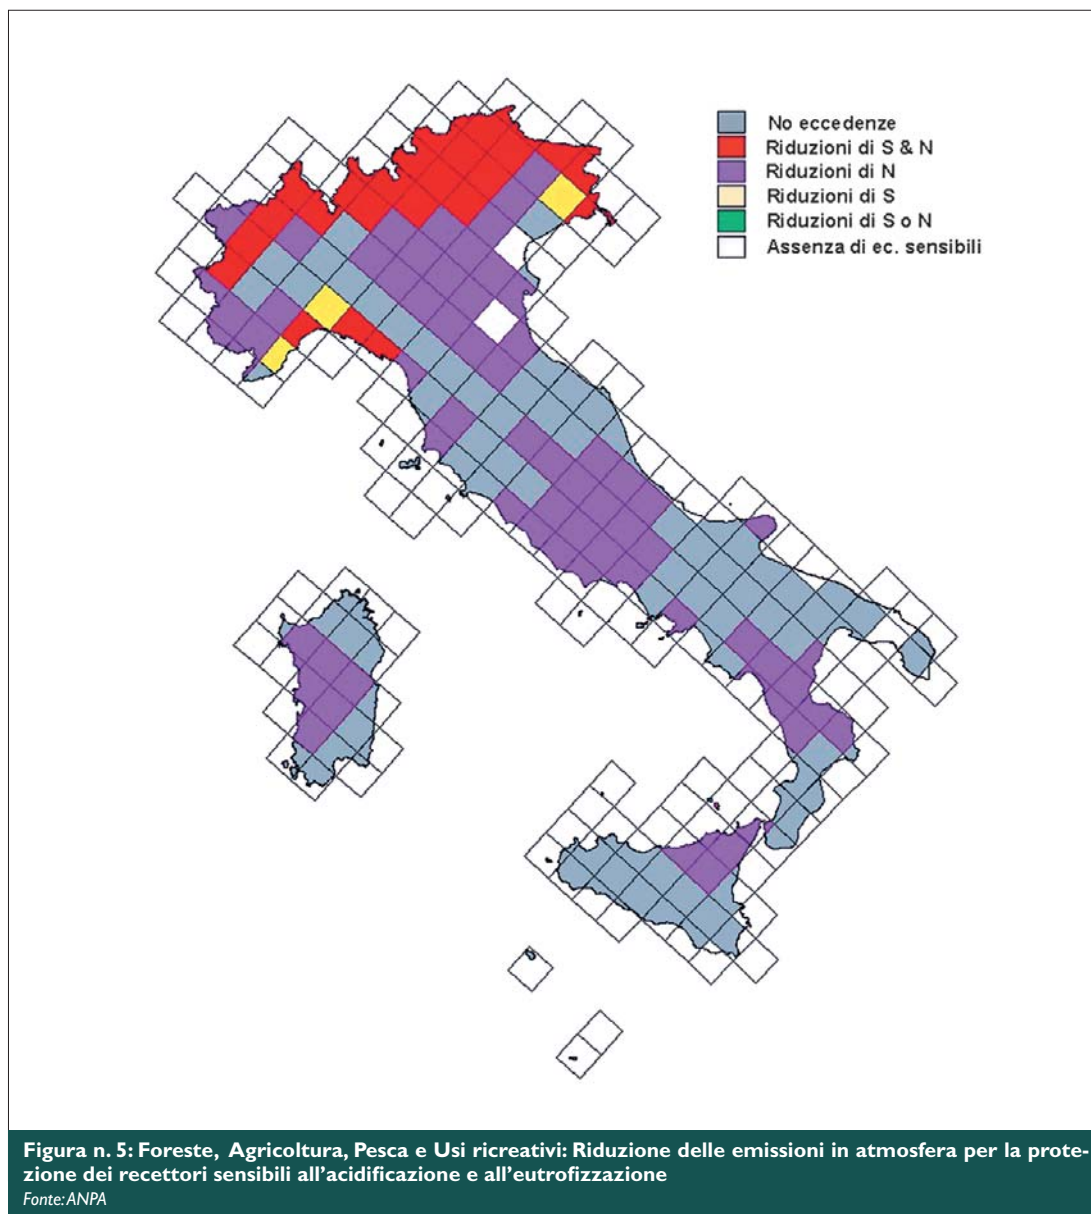 No eccedenze
Riduzioni di S & N
Riduzioni di N
Riduzioni di S
Riduzioni di S o N
Assenza di ec. sensibili
Figura n. 5: Foreste, Agricoltura, Pesca e Usi ricreativi: Riduzione delle emissioni in atmosfera per la prote-
zione dei recettori sensibili all'acidificazione e all'eutrofizzazione
Fonte: ANPA